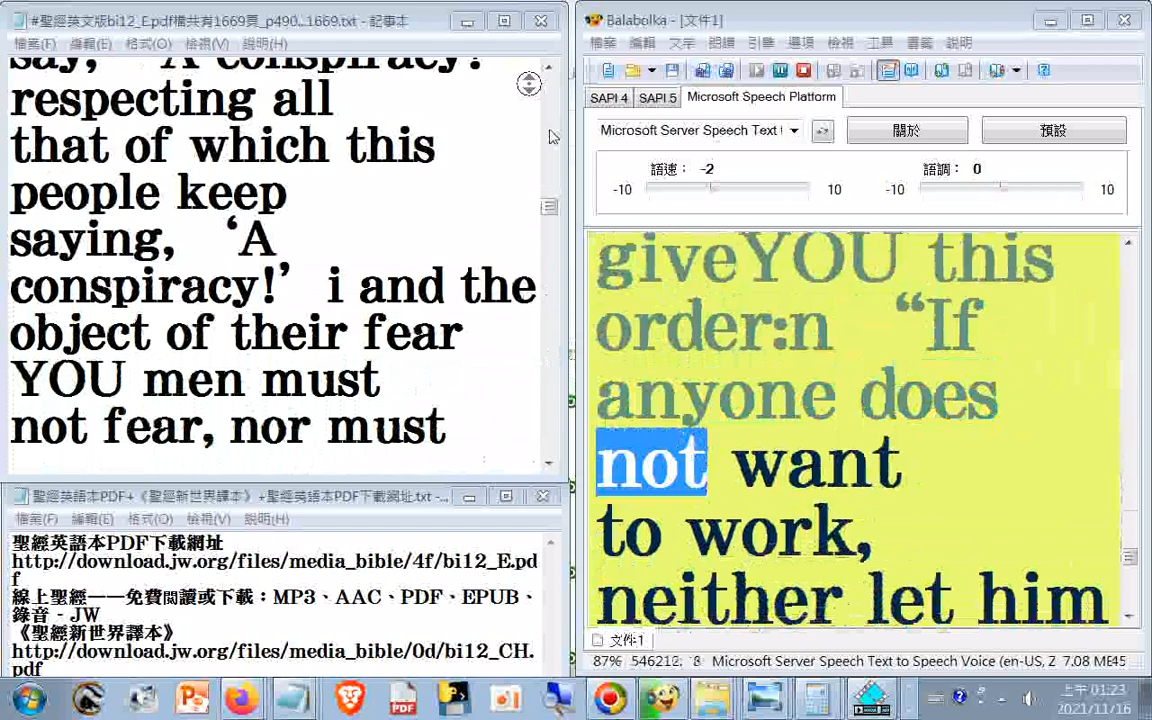 #聖經英文版bi12_E.pdf檔共有1669頁_p490...1669.txt - 記事本
檔案(F) 編輯(E) 格式(O) 檢視(V) 說明(H)
say, 'A conspiracy!'
respecting all
that of which this
people keep
saying, ‘A
conspiracy!’ i and the
object of their fear
YOU men must
not fear, nor must
聖經英語本PDF+《聖經新世界譯本》+聖經英語本PDF下載網址.txt - ...
檔案(F) 編輯(E) 格式(O) 檢視(V) 說明(H)
聖經英語本PDF下載網址
http://download.jw.org/files/media_bible/4f/bi12_E.pd
f
線上聖經——免費閱讀或下載：MP3、AAC、PDF、EPUB、
錄音 - JW
《聖經新世界譯本》
http://download.jw.org/files/media_bible/0d/bi12_CH.
pdf
Balabolka - [文件1]
檔案 編輯 文字 朗讀 引擎 選項 檢視 工具 書籤 說明
SAPI 4 SAPI 5 Microsoft Speech Platform
Microsoft Server Speech Text 關於 預設
語速： -2 語調： 0
-10 10 -10 10
giveYOU this
order:n “If
anyone does
not want
to work,
neither let him
文件1
87% 546212, Microsoft Server Speech Text to Speech Voice (en-US, Z 7.08 ME45
PDF
上午 01:23
2021/11/16